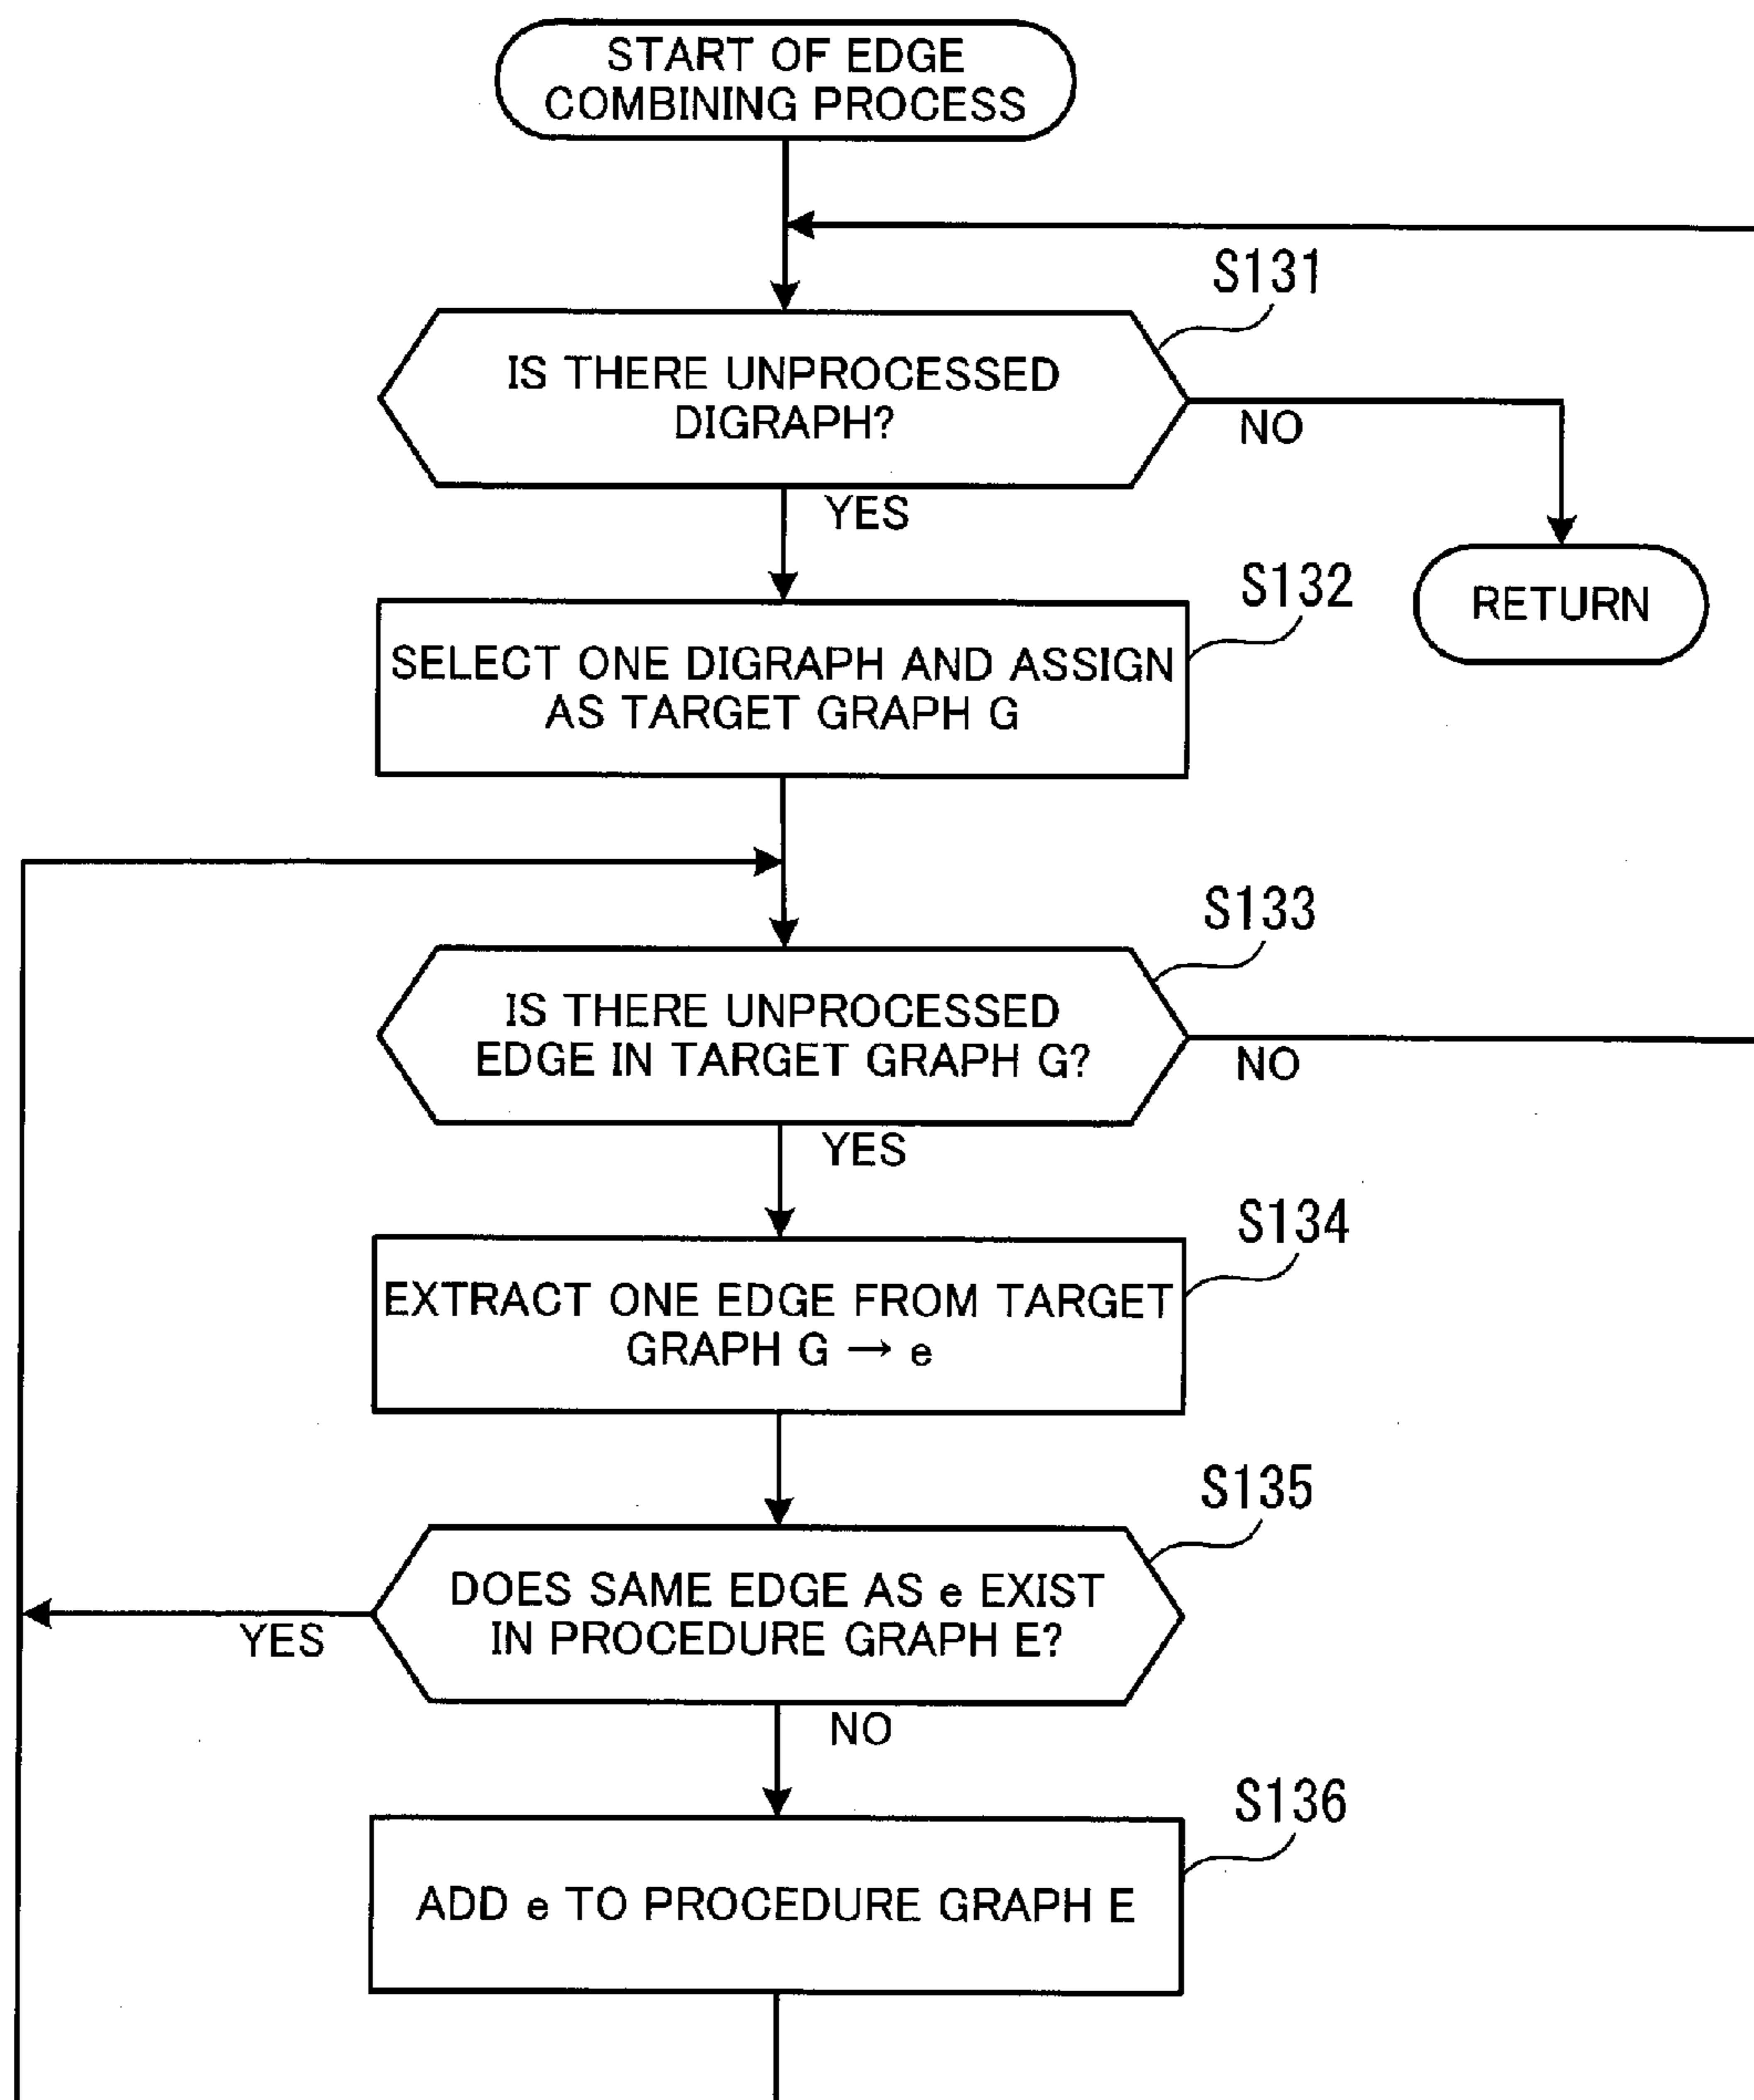 START OF EDGE
COMBINING PROCESS
S131
IS THERE UNPROCESSED
DIGRAPH?
NO
YES
S132
RETURN
SELECT ONE DIGRAPH AND ASSIGN
AS TARGET GRAPH G
S133
IS THERE UNPROCESSED
EDGE IN TARGET GRAPH G?
NO
YES
S134
EXTRACT ONE EDGE FROM TARGET
GRAPH G → e
S135
DOES SAME EDGE AS e EXIST
IN PROCEDURE GRAPH E?
YES
NO
S136
ADD e TO PROCEDURE GRAPH E